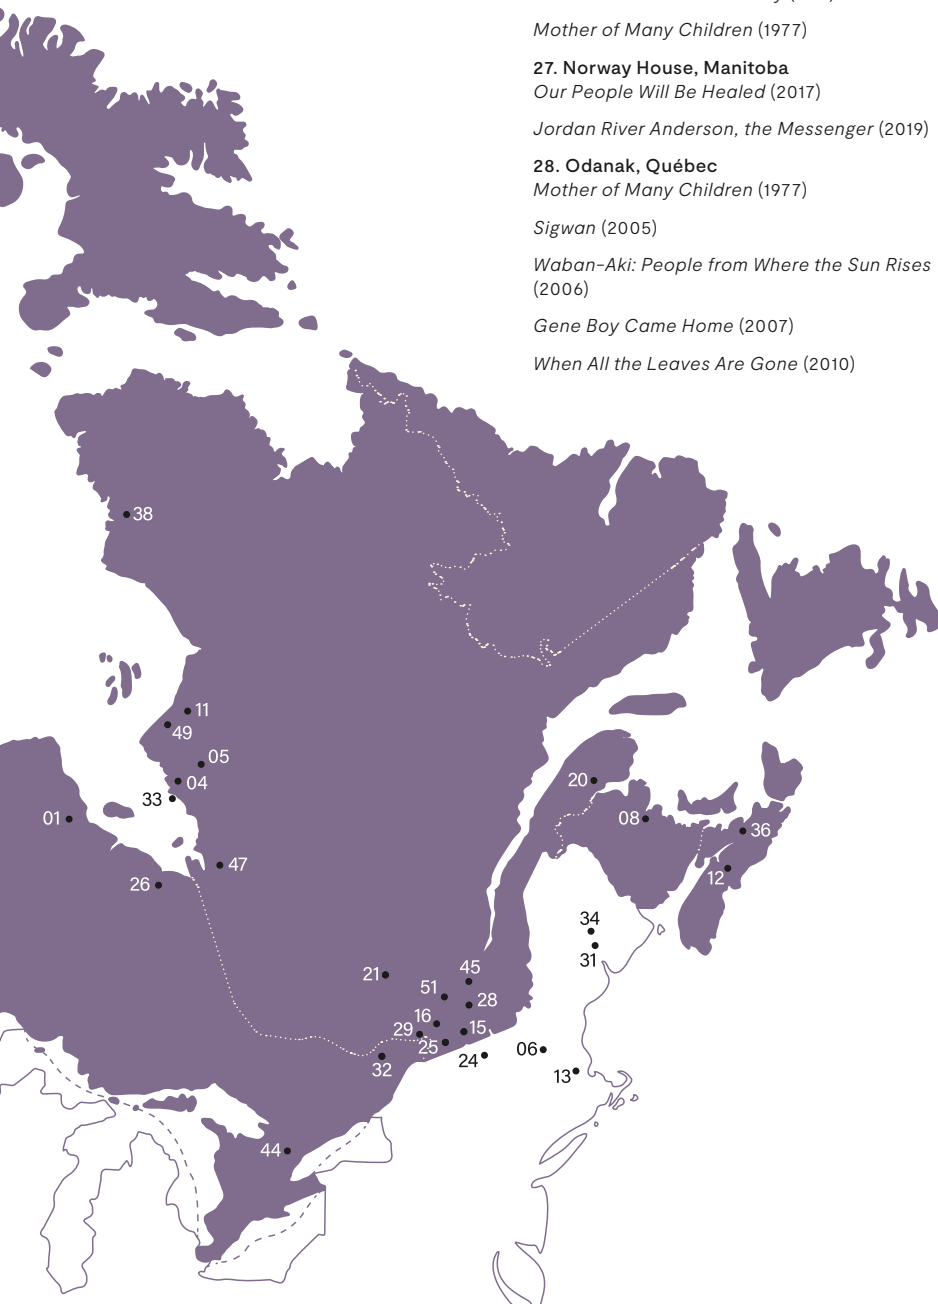 Mother of Many Children (1977)
27. Norway House, Manitoba
Our People Will Be Healed (2017)
Jordan River Anderson, the Messenger (2019)
28. Odanak, Québec
Mother of Many Children (1977)
Sigwan (2005)
Waban-Aki: People from Where the Sun Rises
(2006)
Gene Boy Came Home (2007)
When All the Leaves Are Gone (2010)
38
11
49
05
04
33
01
47
26
20
08
36
12
34
31
21
45
51
28
16
15
29
25
24
06
32
13
44